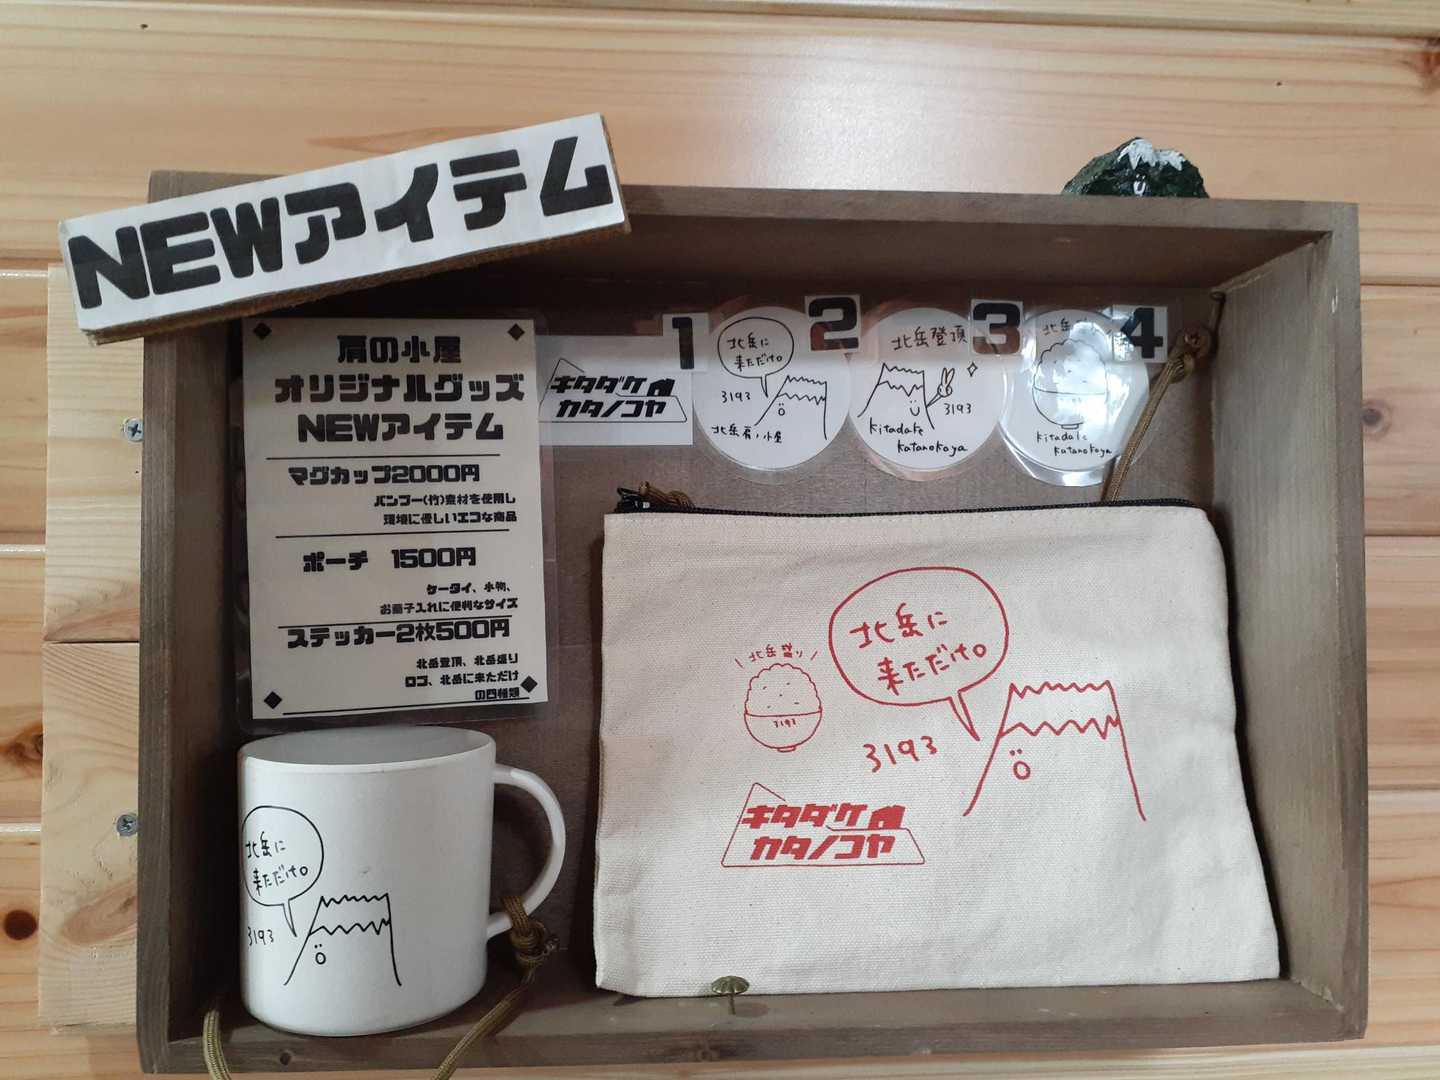 NEWアイテム
肩の小屋
オリジナルグッズ
NEWアイテム
マグカップ2000円
バンブー(竹)素材を使用し
環境に優しいエコな商品
ポーチ 1500円
ケータイ、小物、
お菓子入れに便利なサイズ
ステッカー2枚500円
北岳登頂、北岳盛り
ロゴ、北岳に来ただけ
の四種類
1
キタダケ
カタノコヤ
2
北岳に
来ただけ。
3193
北岳肩ノ小屋
3
北岳登頂
3193
Kitadake
Katanokoya
4
北岳
Kitadake
Katanokoya
北岳に
来ただけ。
北岳盛り
3193
3193
キタダケ
カタノコヤ
北岳に
来ただけ。
3193